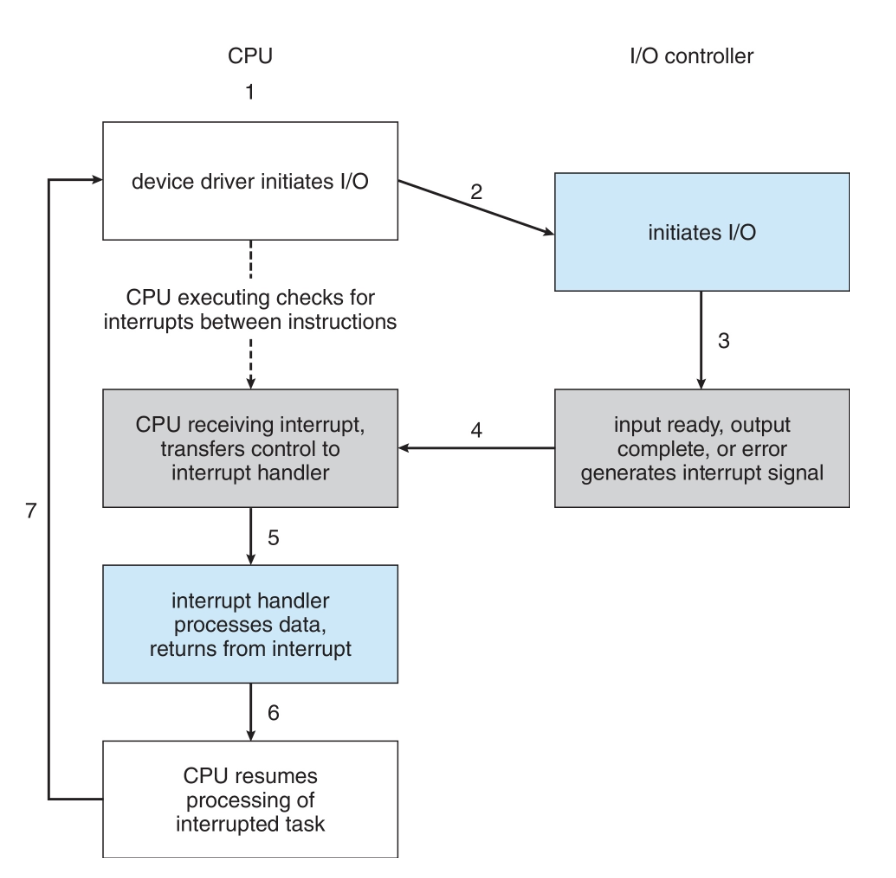 CPU
I/O controller
1
device driver initiates I/O
2
initiates I/O
CPU executing checks for
interrupts between instructions
3
CPU receiving interrupt,
transfers control to
interrupt handler
4
input ready, output
complete, or error
generates interrupt signal
7
5
interrupt handler
processes data,
returns from interrupt
6
CPU resumes
processing of
interrupted task